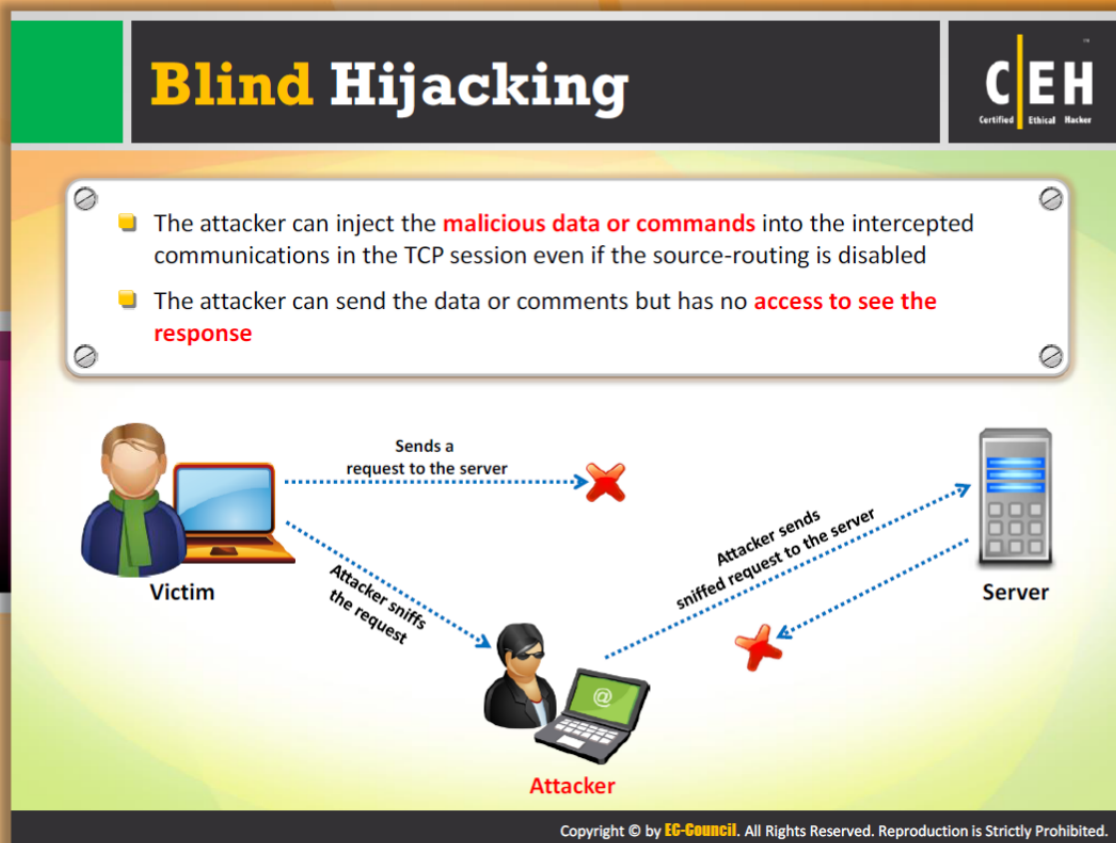 Blind Hijacking
C|EH
™
Certified Ethical Hacker
The attacker can inject the malicious data or commands into the intercepted
communications in the TCP session even if the source-routing is disabled
The attacker can send the data or comments but has no access to see the
response
Sends a
request to the server
Attacker sends
sniffed request to the server
Attacker sniffs
the request
Victim
Server
@
Attacker
Copyright © by EC-Council. All Rights Reserved. Reproduction is Strictly Prohibited.